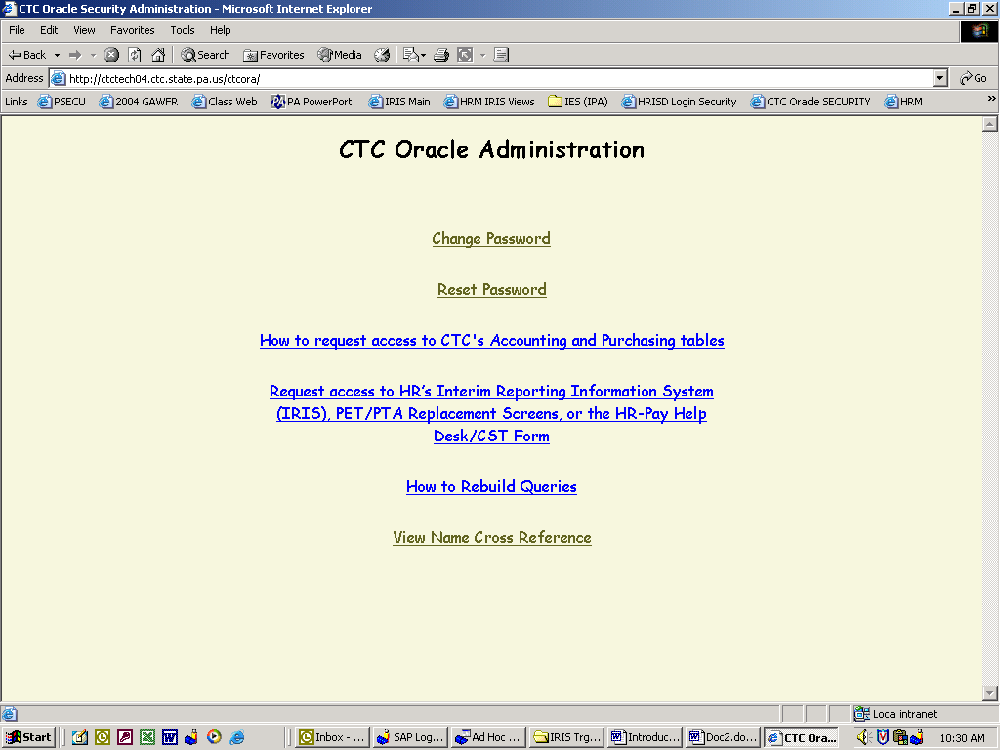 CTC Oracle Security Administration - Microsoft Internet Explorer
File Edit View Favorites Tools Help
Back Search Favorites Media
Address http://ctctech04.ctc.state.pa.us/ctcora/ Go
Links PSECU 2004 GAWFR Class Web PA PowerPort IRIS Main HRM IRIS Views IES (IPA) HRISD Login Security CTC Oracle SECURITY HRM »
CTC Oracle Administration
Change Password
Reset Password
How to request access to CTC's Accounting and Purchasing tables
Request access to HR’s Interim Reporting Information System
(IRIS), PET/PTA Replacement Screens, or the HR-Pay Help
Desk/CST Form
How to Rebuild Queries
View Name Cross Reference
Local intranet
Start Inbox - ... SAP Log... Ad Hoc ... IRIS Trg... Introduc... Doc2.do... CTC Ora... 10:30 AM